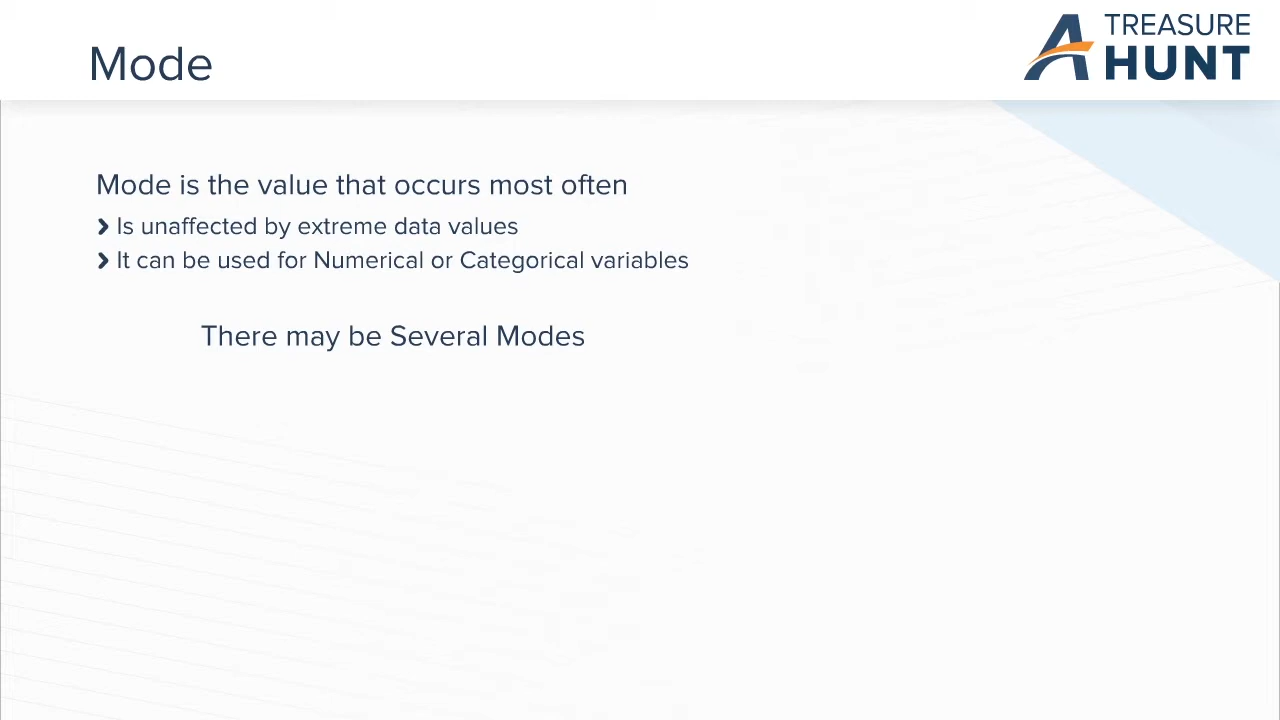 Mode
A TREASURE
HUNT
Mode is the value that occurs most often
Is unaffected by extreme data values
It can be used for Numerical or Categorical variables
There may be Several Modes